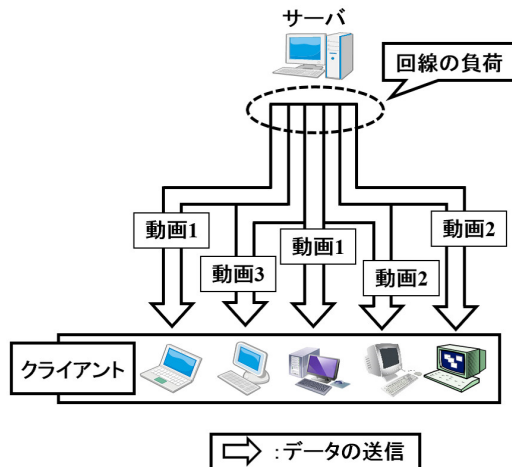 サーバ
回線の負荷
動画1
動画3
動画1
動画2
動画2
クライアント
:データの送信